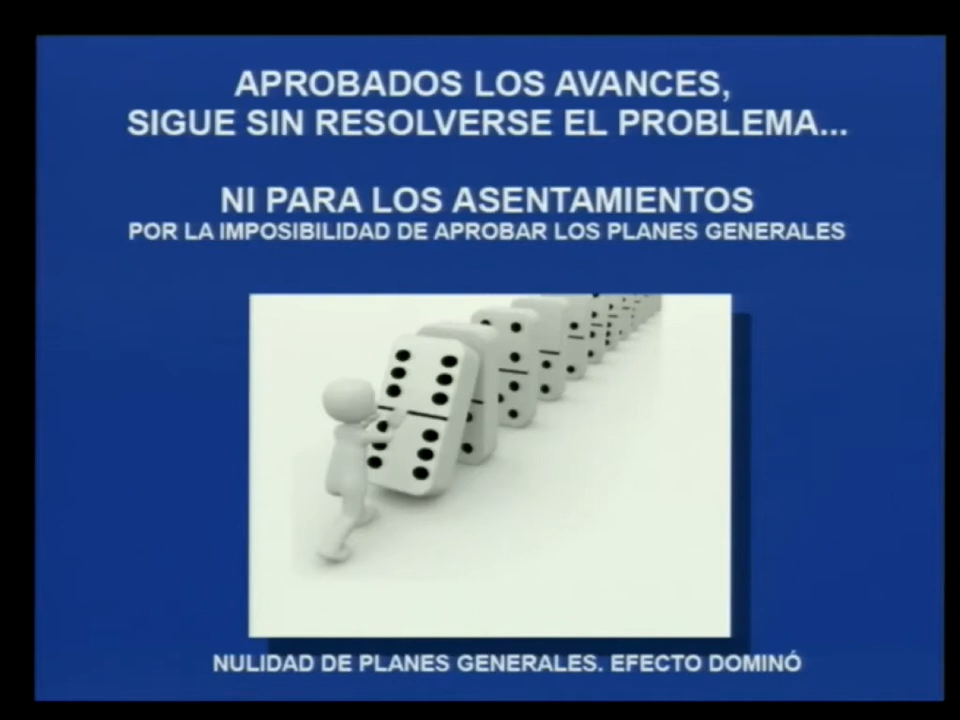 APROBADOS LOS AVANCES,
SIGUE SIN RESOLVERSE EL PROBLEMA...
NI PARA LOS ASENTAMIENTOS
POR LA IMPOSIBILIDAD DE APROBAR LOS PLANES GENERALES
NULIDAD DE PLANES GENERALES. EFECTO DOMINÓ